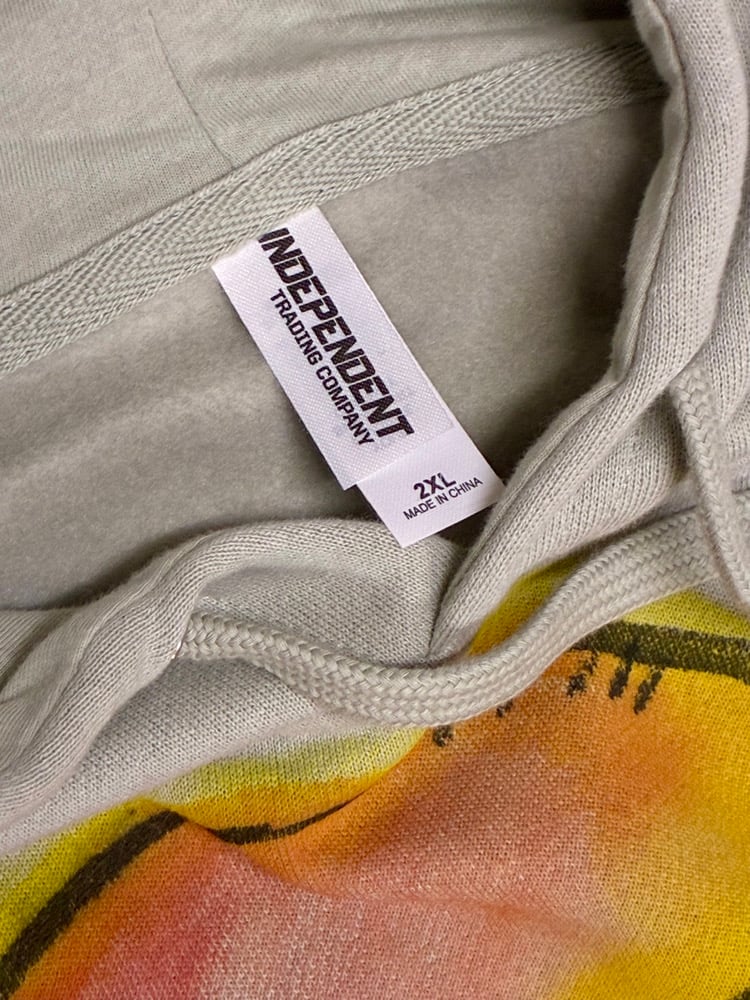 INDEPENDENT
TRADING COMPANY
2XL
MADE IN CHINA